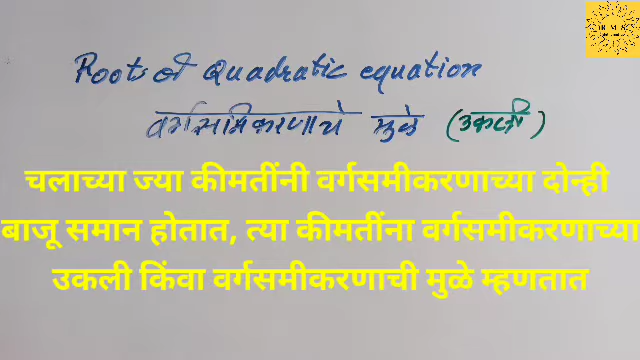 Roots of Quadratic equation
वर्गसमिकरणाचे मुळे (उकली)
चलाच्या ज्या कीमतींनी वर्गसमीकरणाच्या दोन्ही
बाजू समान होतात, त्या कीमतींना वर्गसमीकरणाच्या
उकली किंवा वर्गसमीकरणाची मुळे म्हणतात